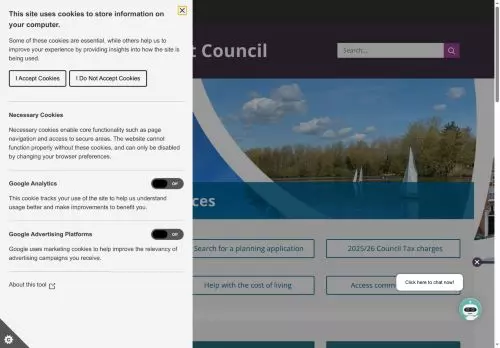 This site uses cookies to store information on
your computer.
Some of these cookies are essential, while others help us
to improve your experience by providing insights into how the site is
being used.
I Accept Cookies
I Do Not Accept Cookies
Necessary Cookies
Necessary cookies enable core functionality such as page
navigation and access to secure areas. The website cannot
function properly without these cookies, and can only be disabled
by changing your browser preferences.
Google Analytics
Off
This cookie tracks your use of the site to help us understand
usage better and make improvements to benefit you.
Google Advertising Platforms
Off
Google uses marketing cookies to help improve the relevancy of
advertising campaigns you receive.
About this tool
t Council
Search...
ces
Search for a planning application
2025/26 Council Tax charges
Help with the cost of living
Access com
Click here to chat now!